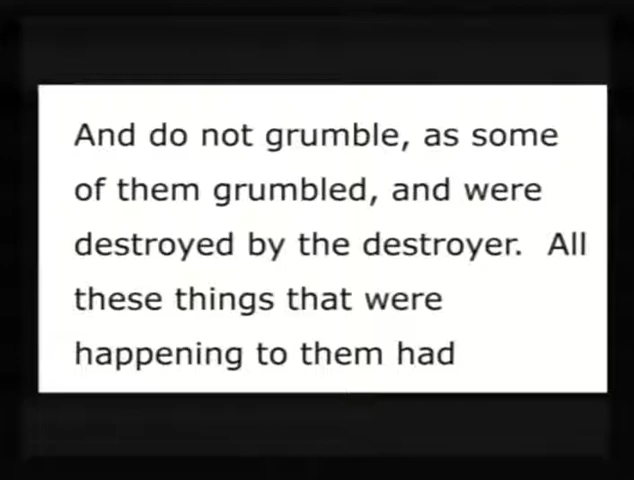 And do not grumble, as some
of them grumbled, and were
destroyed by the destroyer.  All
these things that were
happening to them had